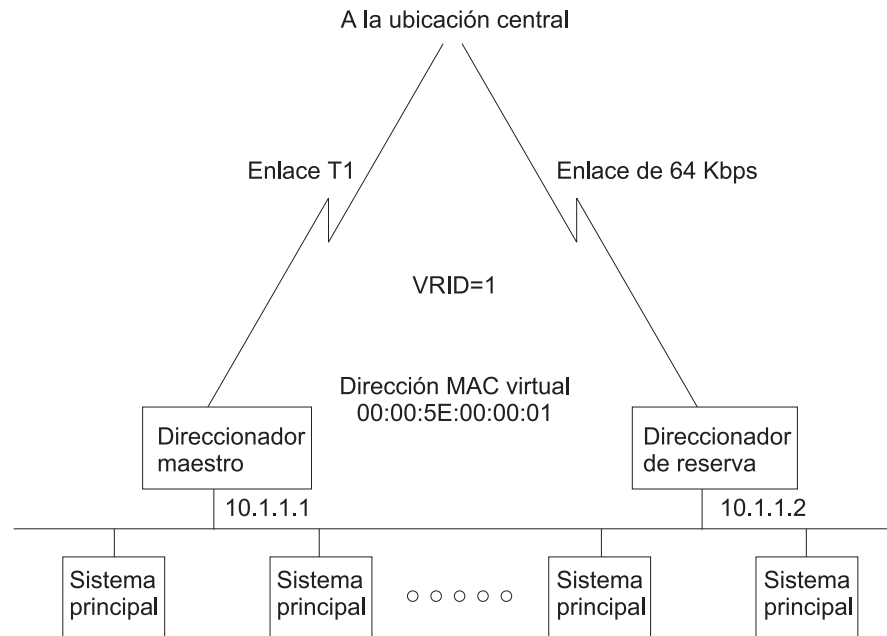 A la ubicación central
Enlace T1
Enlace de 64 Kbps
VRID=1
Dirección MAC virtual
00:00:5E:00:00:01
Direccionador
maestro
Direccionador
de reserva
10.1.1.1
10.1.1.2
Sistema
principal
Sistema
principal
Sistema
principal
Sistema
principal